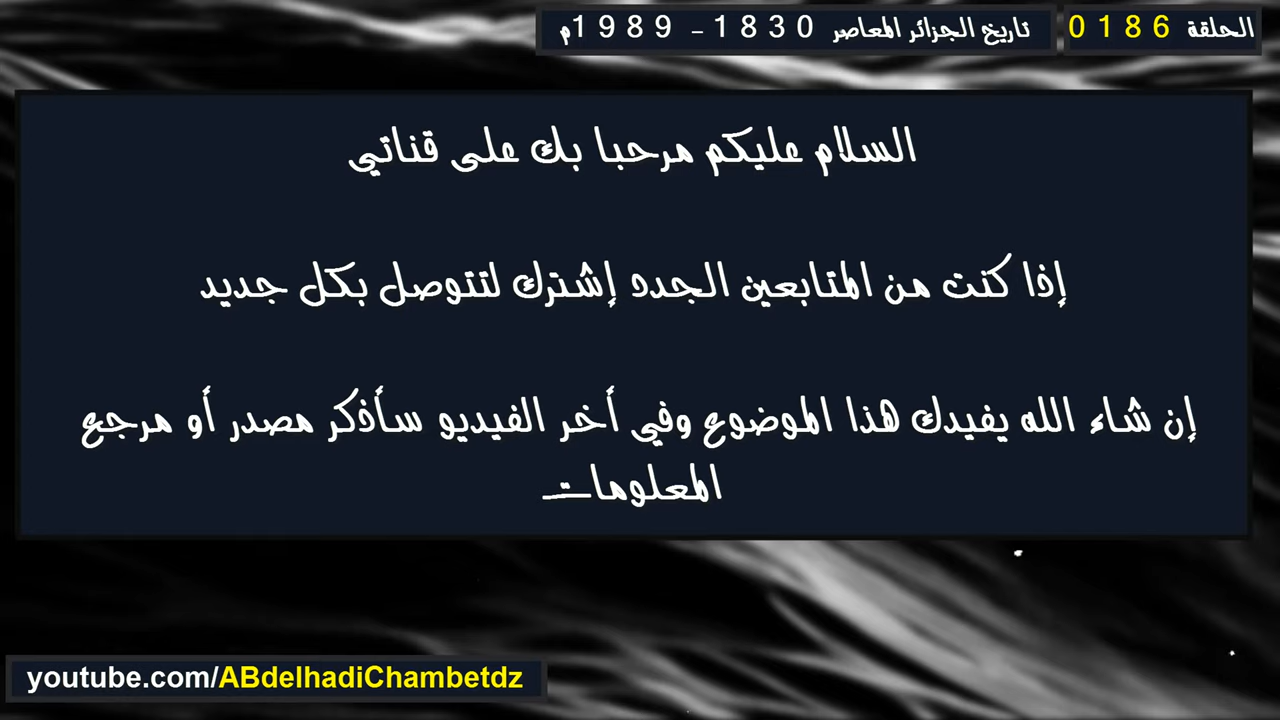 الحلقة 0186
تاريخ الجزائر المعاصر 1830 - 1989م
السلام عليكم مرحبا بك على قناتي
إذا كنت من المتابعين الجدد إشترك لتتوصل بكل جديد
إن شاء الله يفيدك هذا الموضوع وفي أخر الفيديو سأذكر مصدر أو مرجع
المعلومات
youtube.com/ABdelhadiChambetdz